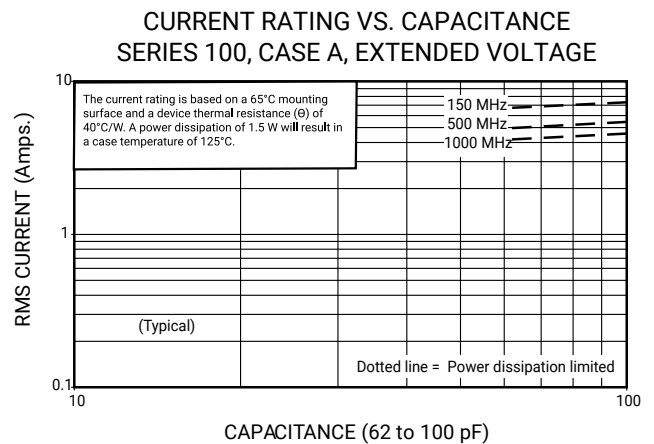 CURRENT RATING VS. CAPACITANCE
SERIES 100, CASE A, EXTENDED VOLTAGE
10
The current rating is based on a 65°C mounting
surface and a device thermal resistance (Θ) of
40°C/W. A power dissipation of 1.5 W will result in
a case temperature of 125°C.
150 MHz
500 MHz
1000 MHz
RMS CURRENT (Amps.)
1
(Typical)
Dotted line = Power dissipation limited
0.1
10
100
CAPACITANCE (62 to 100 pF)